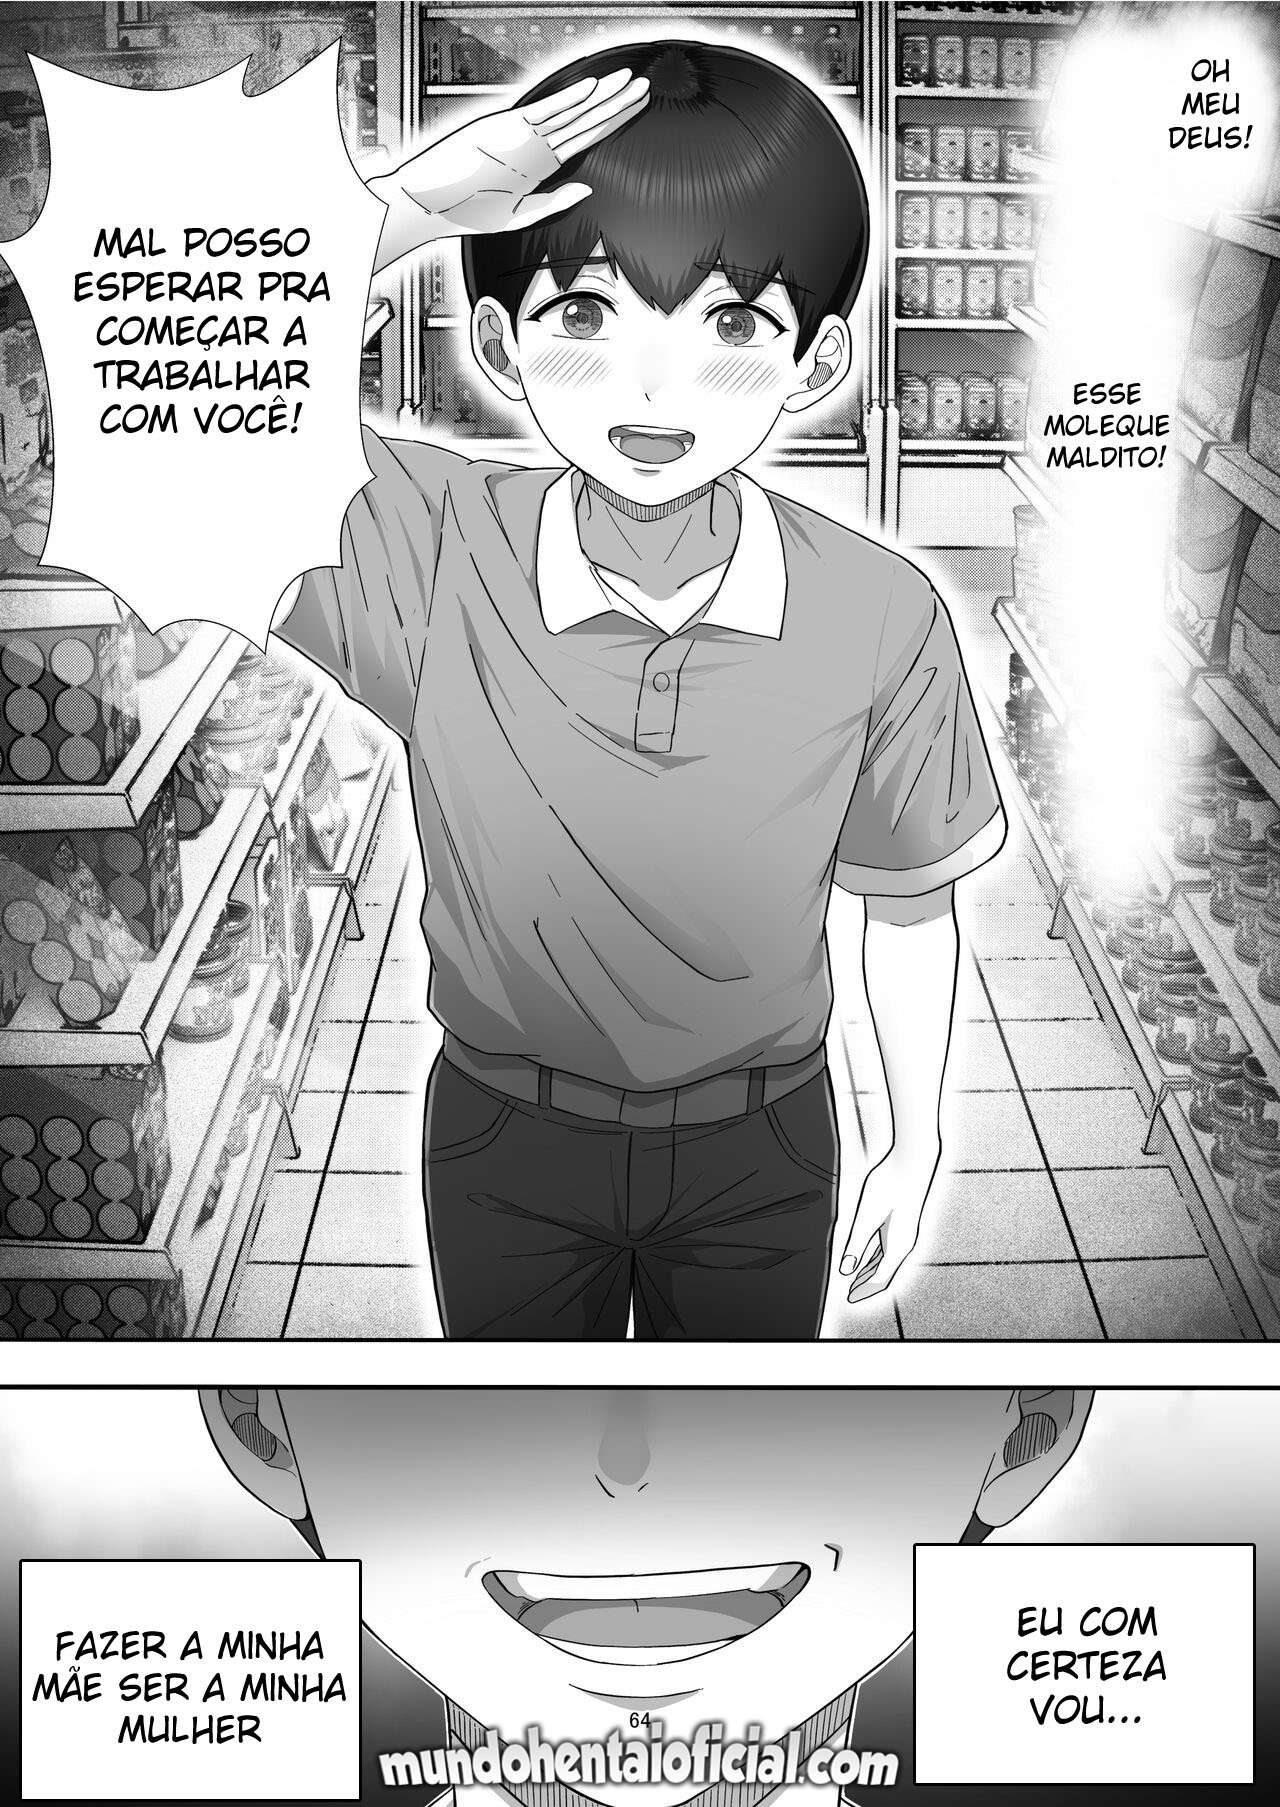 OH
MEU
DEUS!
ESSE
MOLEQUE
MALDITO!
MAL POSSO
ESPERAR PRA
COMEÇAR A
TRABALHAR
COM VOCÊ!
EU COM
CERTEZA
VOU...
FAZER A MINHA
MÃE SER A MINHA
MULHER
64
mundohentaioficial.com